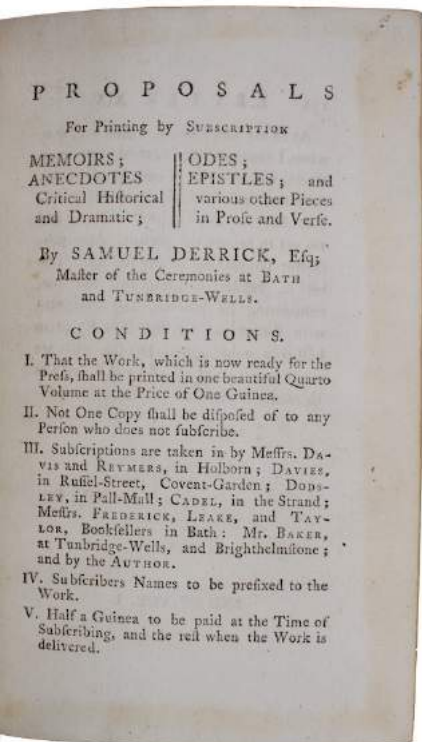 PROPOSALS
For Printing by SUBSCRIPTION
MEMOIRS;
ANECDOTES
Critical Hiſtorical
and Dramatic;
ODES;
EPISTLES; and
various other Pieces
in Proſe and Verſe.
By SAMUEL DERRICK, Eſq;
Maſter of the Ceremonies at BATH
and TUNBRIDGE-WELLS.
CONDITIONS.
I. That the Work, which is now ready for the
Preſs, ſhall be printed in one beautiful Quarto
Volume at the Price of One Guinea.
II. Not One Copy ſhall be diſpoſed of to any
Perſon who does not ſubſcribe.
III. Subſcriptions are taken in by Meſſrs. DA-
VIS and REYMERS, in Holborn; DAVIES,
in Ruſſel-Street, Covent-Garden; DODS-
LEY, in Pall-Mall; CADEL, in the Strand;
Meſſrs. FREDERICK, LEAKE, and TAY-
LOR, Bookſellers in Bath: Mr. BAKER,
at Tunbridge-Wells, and Brighthelmſtone;
and by the AUTHOR.
IV. Subſcribers Names to be prefixed to the
Work.
V. Half a Guinea to be paid at the Time of
Subſcribing, and the reſt when the Work is
delivered.